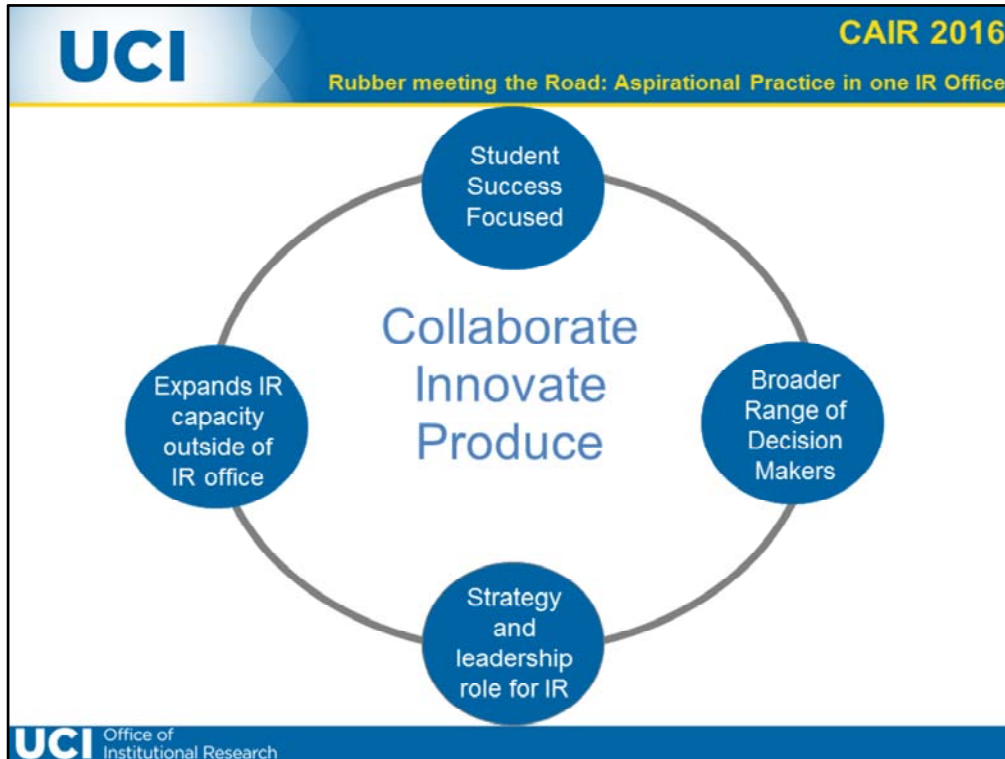 UCI
CAIR 2016
Rubber meeting the Road: Aspirational Practice in one IR Office
Student
Success
Focused
Collaborate
Innovate
Produce
Expands IR
capacity
outside of
IR office
Broader
Range of
Decision
Makers
Strategy
and
leadership
role for IR
UCI
Office of
Institutional Research